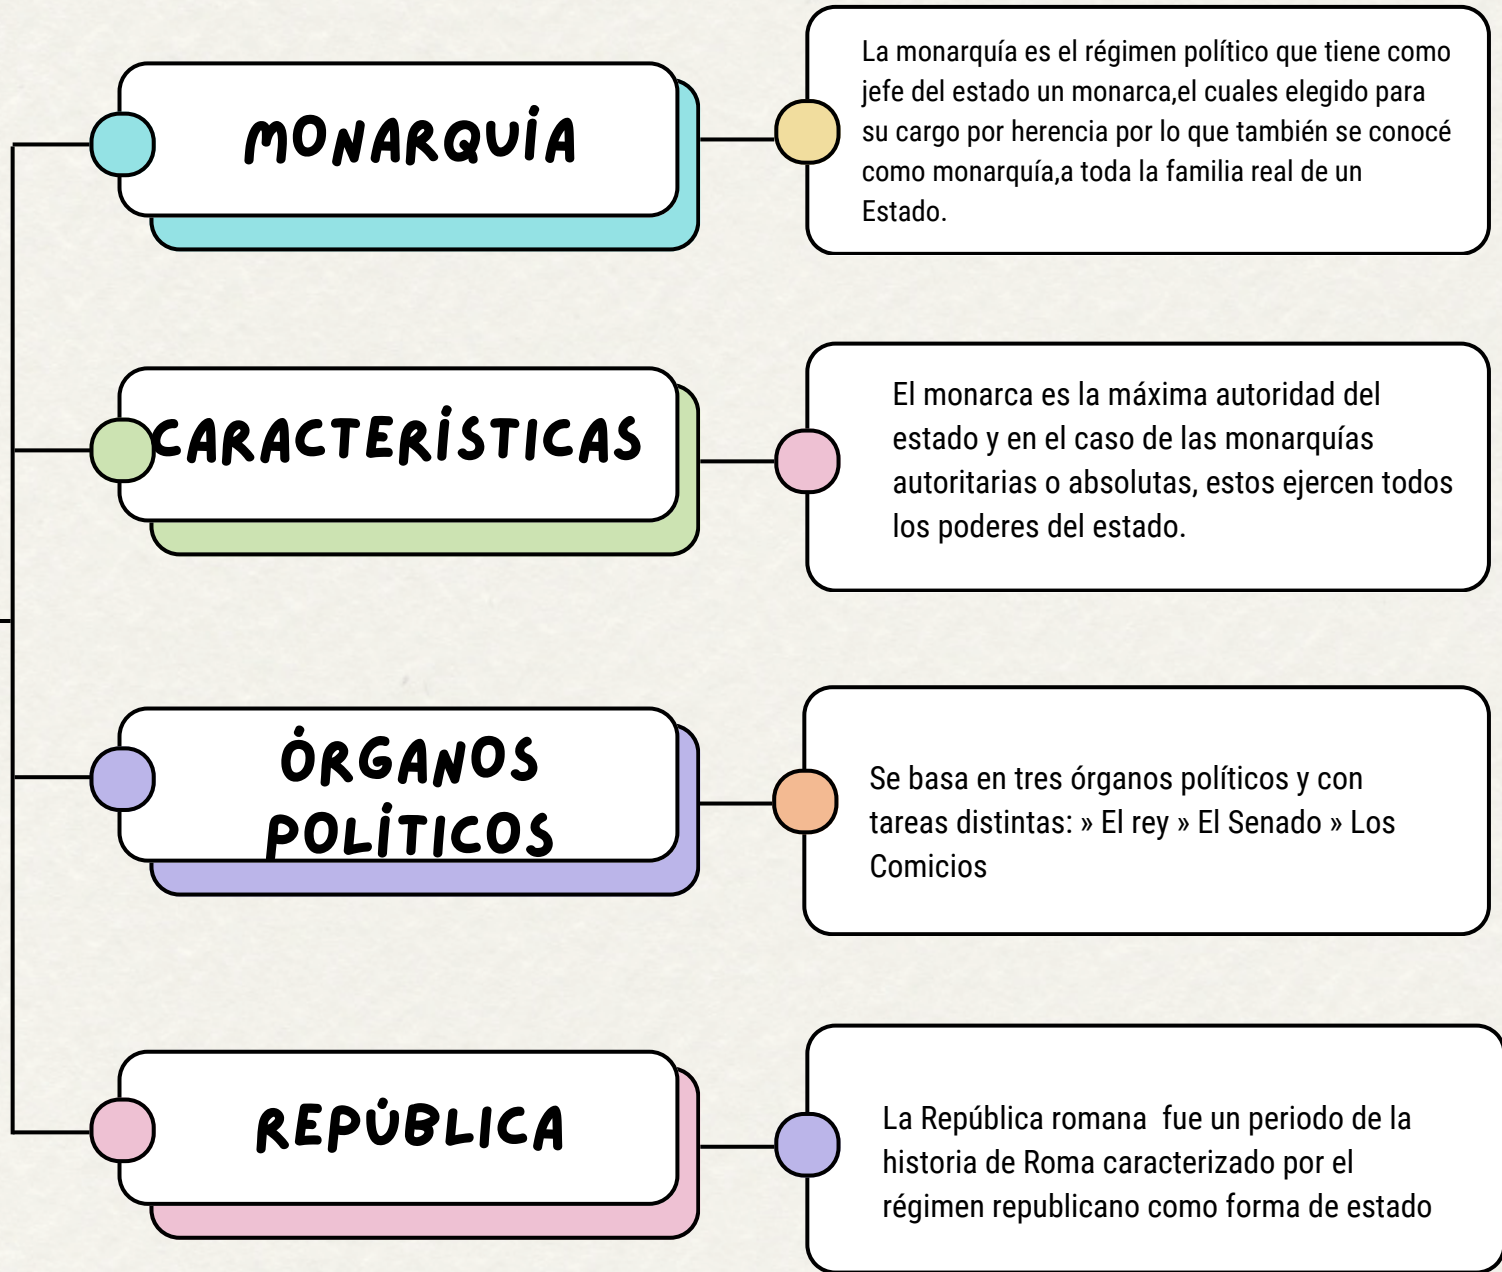 MONARQUÍA
La monarquía es el régimen político que tiene como
jefe del estado un monarca,el cuales elegido para
su cargo por herencia por lo que también se conocé
como monarquía,a toda la familia real de un
Estado.
CARACTERÍSTICAS
El monarca es la máxima autoridad del
estado y en el caso de las monarquías
autoritarias o absolutas, estos ejercen todos
los poderes del estado.
ÓRGANOS
POLÍTICOS
Se basa en tres órganos políticos y con
tareas distintas: » El rey » El Senado » Los
Comicios
REPÚBLICA
La República romana  fue un periodo de la
historia de Roma caracterizado por el
régimen republicano como forma de estado